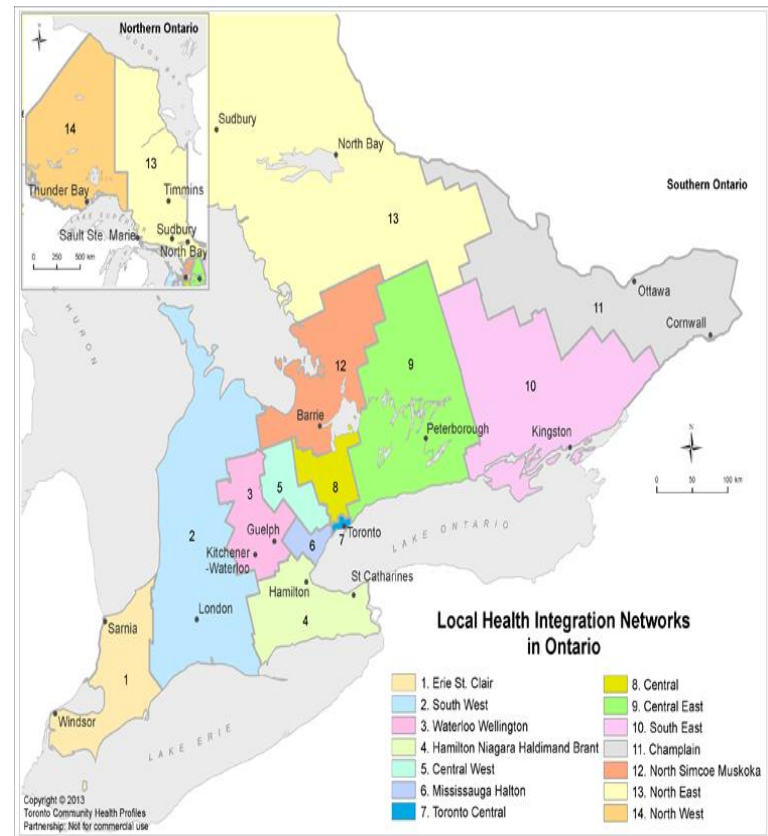 Northern Ontario
HUDSON BAY
14
13
Thunder Bay
Timmins
LAKE SUPERIOR
Sault Ste. Marie
Sudbury
North Bay
0 250 500 km
Sudbury
North Bay
Southern Ontario
13
HURON
Ottawa
11
Cornwall
12
9
10
Barrie
Peterborough
Kingston
N
0 50 100 km
5
8
3
2
Guelph
7
Toronto
LAKE ONTARIO
6
Kitchener
-Waterloo
St Catharines
Hamilton
London
4
Sarnia
1
Windsor
LAKE ERIE
Local Health Integration Networks
in Ontario
1. Erie St. Clair
2. South West
3. Waterloo Wellington
4. Hamilton Niagara Haldimand Brant
5. Central West
6. Mississauga Halton
7. Toronto Central
8. Central
9. Central East
10. South East
11. Champlain
12. North Simcoe Muskoka
13. North East
14. North West
Copyright © 2013
Toronto Community Health Profiles
Partnership: Not for commercial use